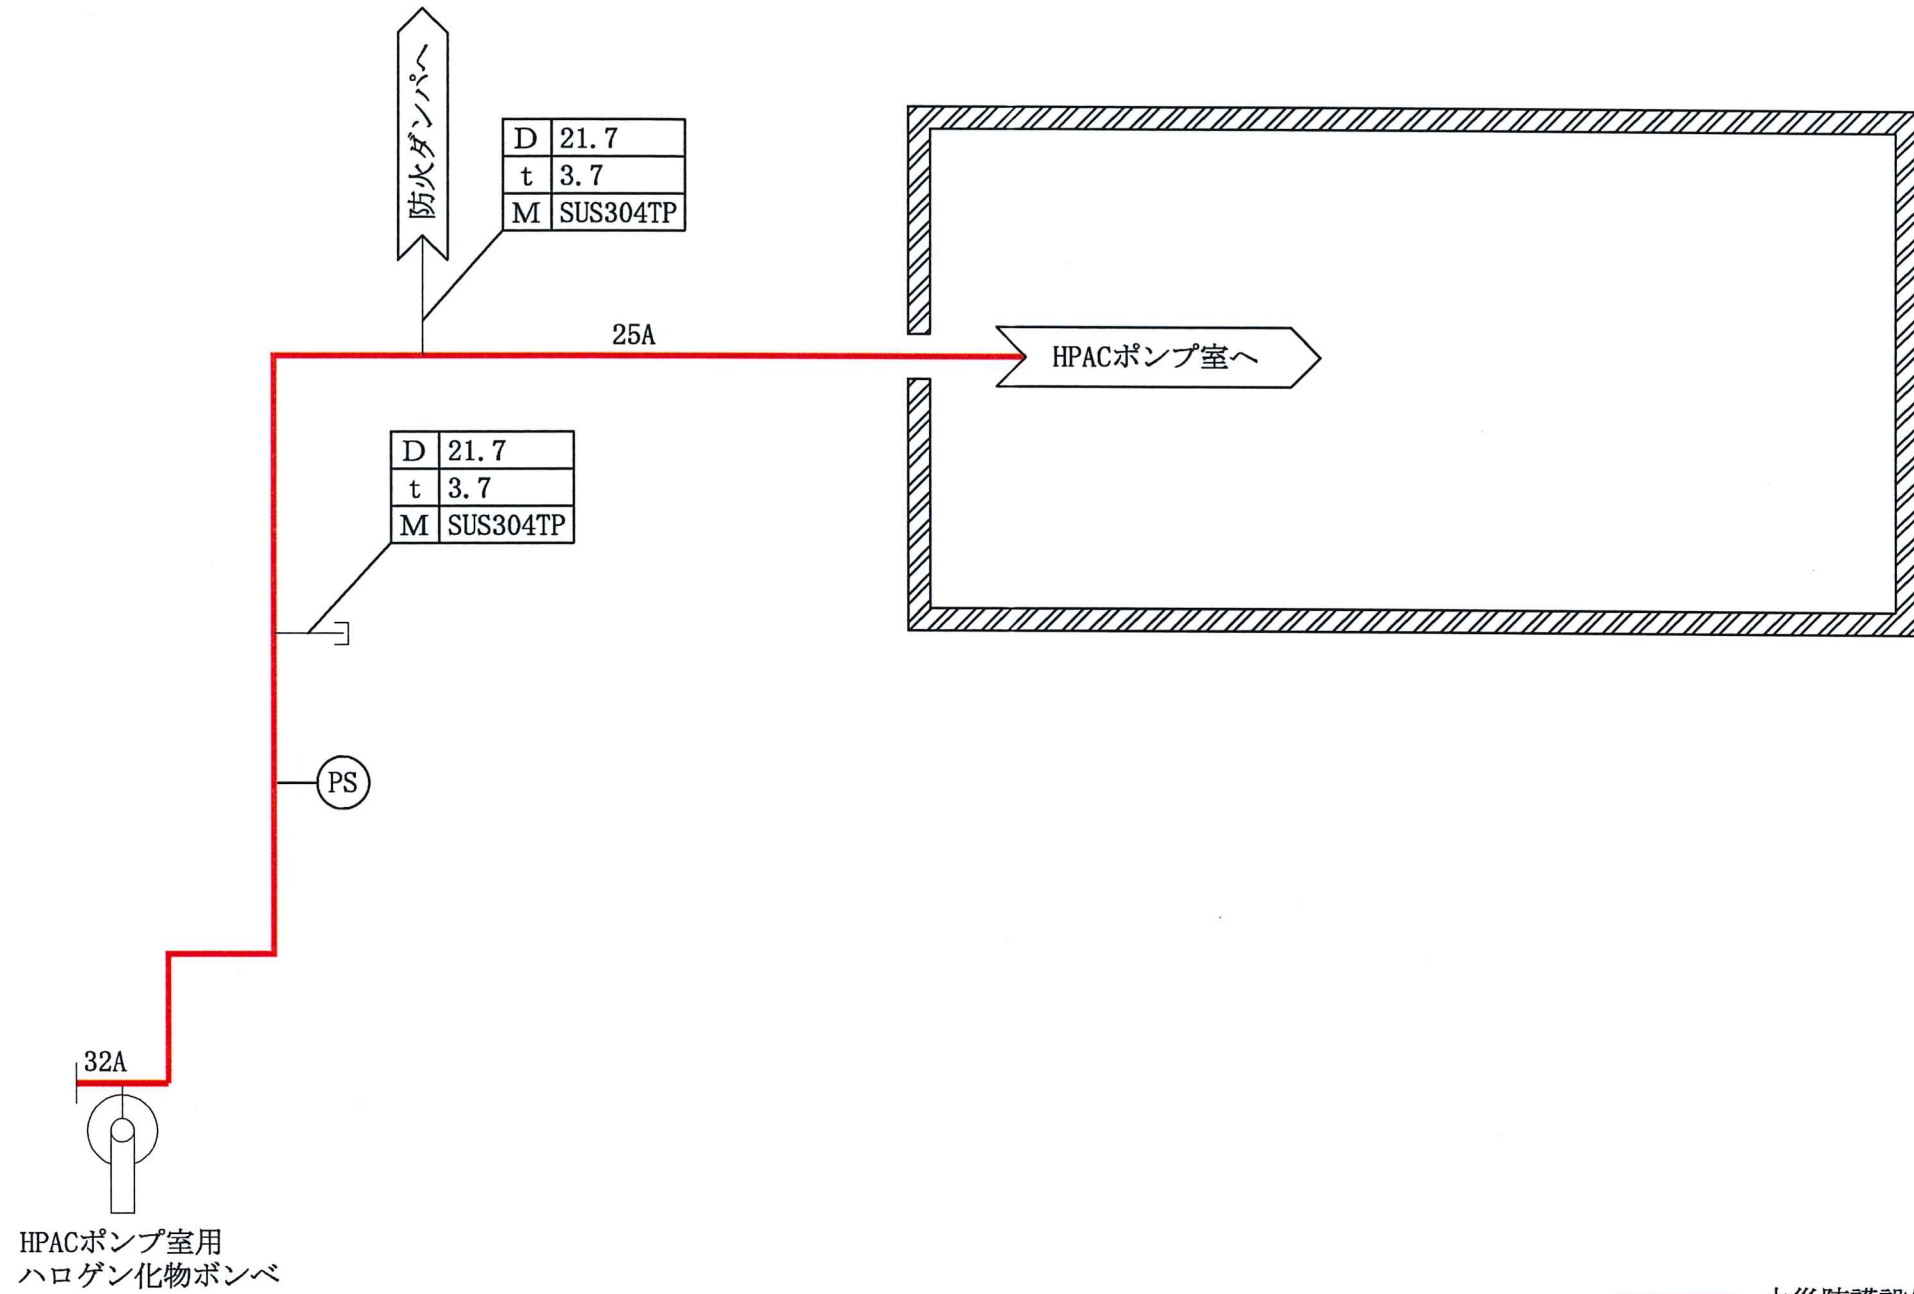 防火ダンパへ
D 21.7
t 3.7
M SUS304TP
25A
HPACポンプ室へ
D 21.7
t 3.7
M SUS304TP
PS
32A
HPACポンプ室用
ハロゲン化物ボンベ